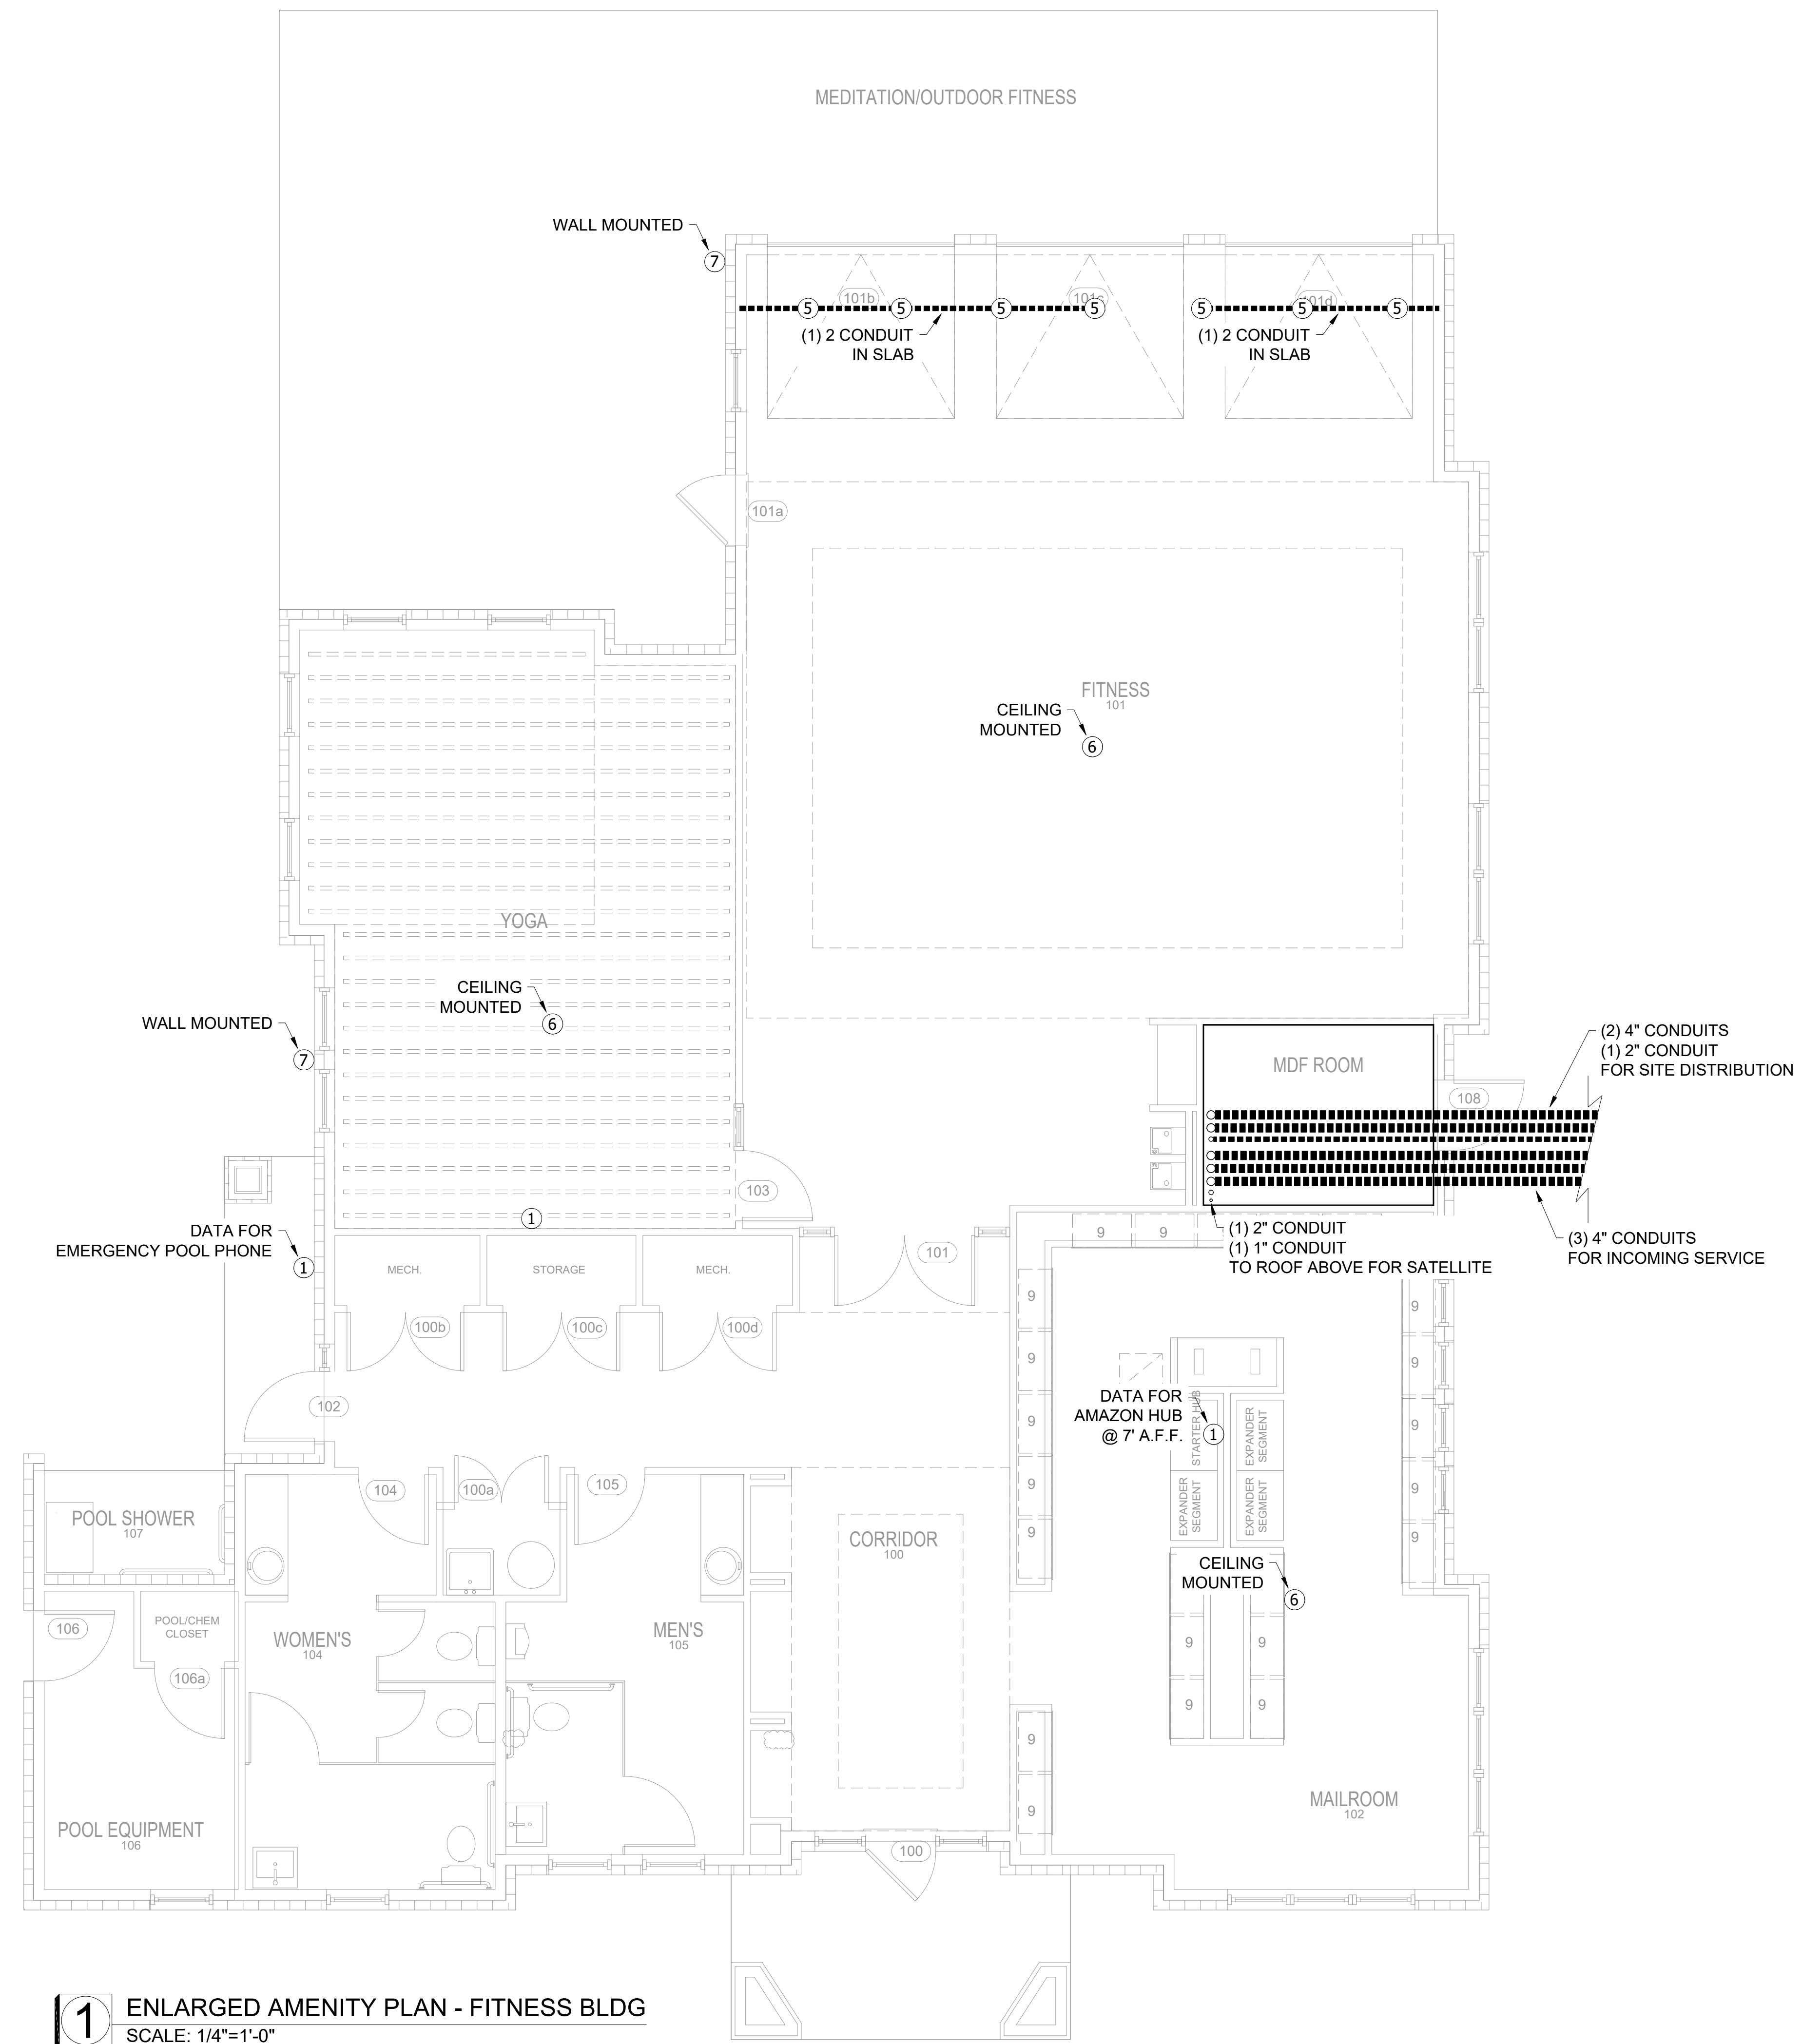 MEDITATION/OUTDOOR FITNESS
WALL MOUNTED
7
101b
101c
101d
5
5
5
5
5
5
5
(1) 2 CONDUIT
IN SLAB
(1) 2 CONDUIT
IN SLAB
101a
FITNESS
101
CEILING
MOUNTED
6
YOGA
CEILING
MOUNTED
6
WALL MOUNTED
7
(2) 4" CONDUITS
(1) 2" CONDUIT
FOR SITE DISTRIBUTION
MDF ROOM
108
103
1
DATA FOR
EMERGENCY POOL PHONE
1
(1) 2" CONDUIT
(1) 1" CONDUIT
TO ROOF ABOVE FOR SATELLITE
(3) 4" CONDUITS
FOR INCOMING SERVICE
9
9
101
MECH.
STORAGE
MECH.
100b
100c
100d
9
9
9
9
9
9
9
9
9
9
102
DATA FOR
AMAZON HUB
@ 7' A.F.F.
1
STARTER HUB
EXPANDER
SEGMENT
EXPANDER
SEGMENT
EXPANDER
SEGMENT
104
100a
105
POOL SHOWER
107
CORRIDOR
100
CEILING
MOUNTED
6
106
POOL/CHEM
CLOSET
106a
WOMEN'S
104
MEN'S
105
9
9
9
9
9
9
MAILROOM
102
POOL EQUIPMENT
106
100
1
ENLARGED AMENITY PLAN - FITNESS BLDG
SCALE: 1/4"=1'-0"